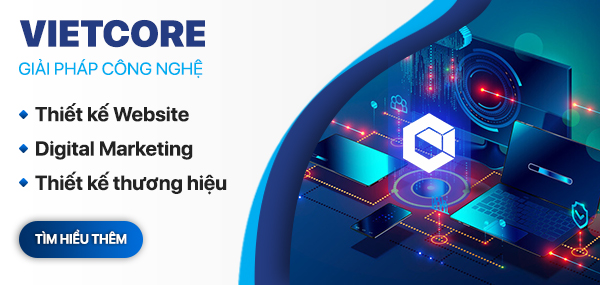 VIETCORE
GIẢI PHÁP CÔNG NGHỆ
Thiết kế Website
Digital Marketing
Thiết kế thương hiệu
TÌM HIỂU THÊM